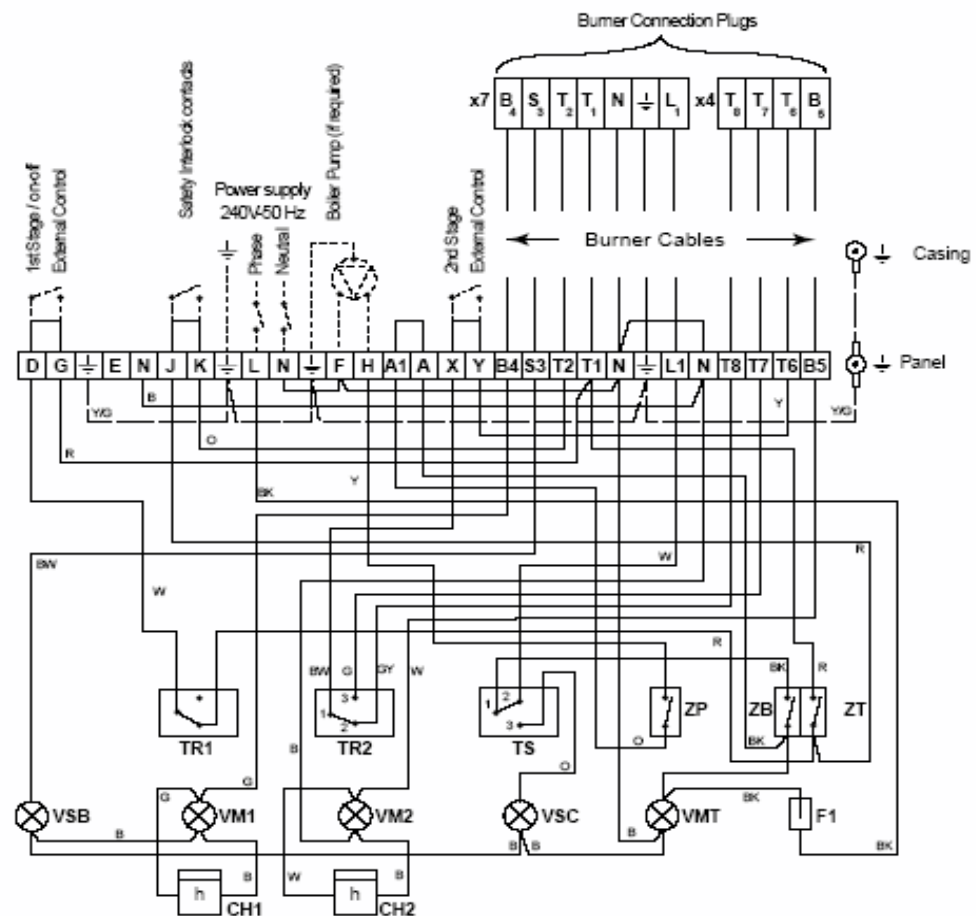 Burner Connection Plugs
x7 B4 S3 T2 T1 N L1 x4 T8 T7 T6 B5
1st Stage / on-off
External Control
Safety Interlock contacts
Power supply
240V-50 Hz
Phase
Neutral
Boiler Pump (if required)
2nd Stage
External Control
Burner Cables
Casing
D G E N J K L N F H A1 A X Y B4 S3 T2 T1 N L1 N T8 T7 T6 B5
Panel
B Y
Y/G Y/G
O
R
Y
BK
BW W R
W
R
BW G GY W BK R
1 3 2 1 2 3
ZP ZB ZT
TR1 TR2 TS
B O BK
G G O
VSB VM1 VM2 VSC VMT BK F1
B B B B BK
h B W h B
CH1 CH2